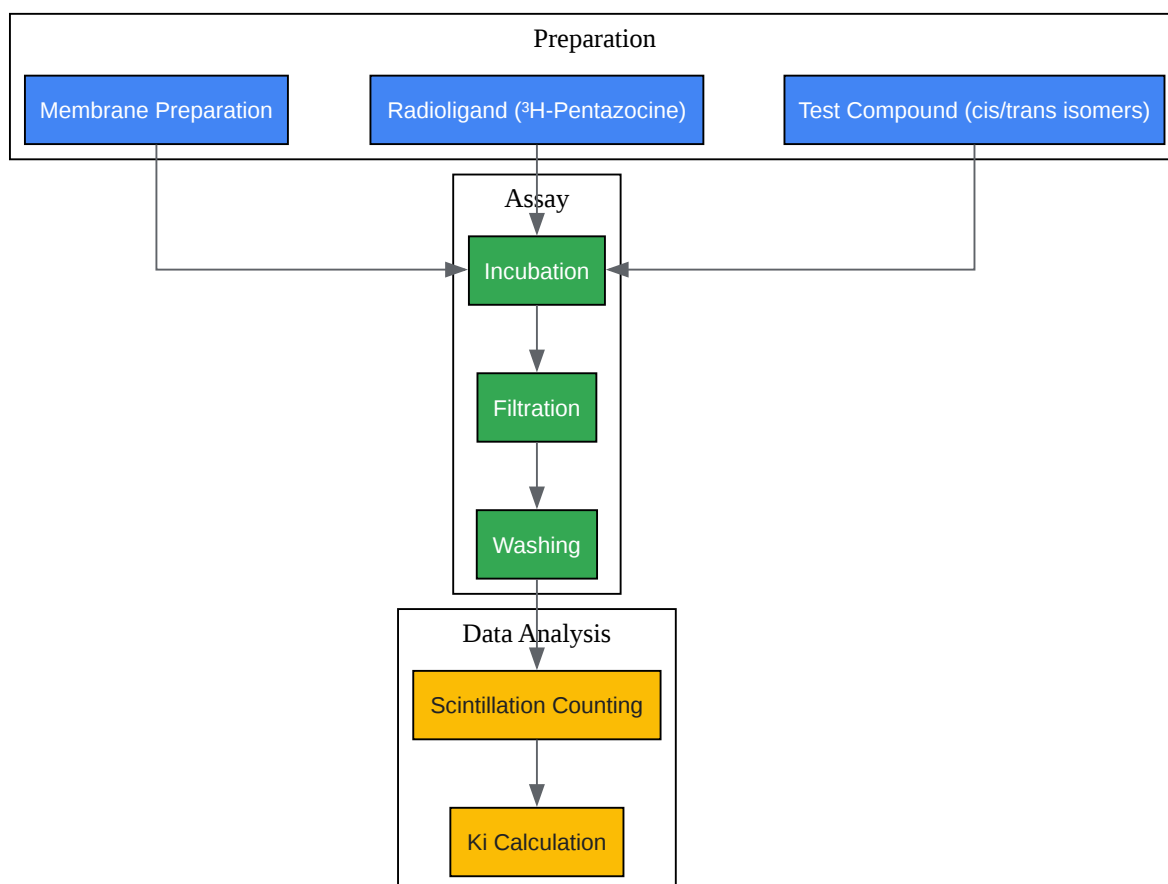 Preparation
Membrane Preparation
Radioligand (³H-Pentazocine)
Test Compound (cis/trans isomers)
Assay
Incubation
Filtration
Washing
Data Analysis
Scintillation Counting
Ki Calculation